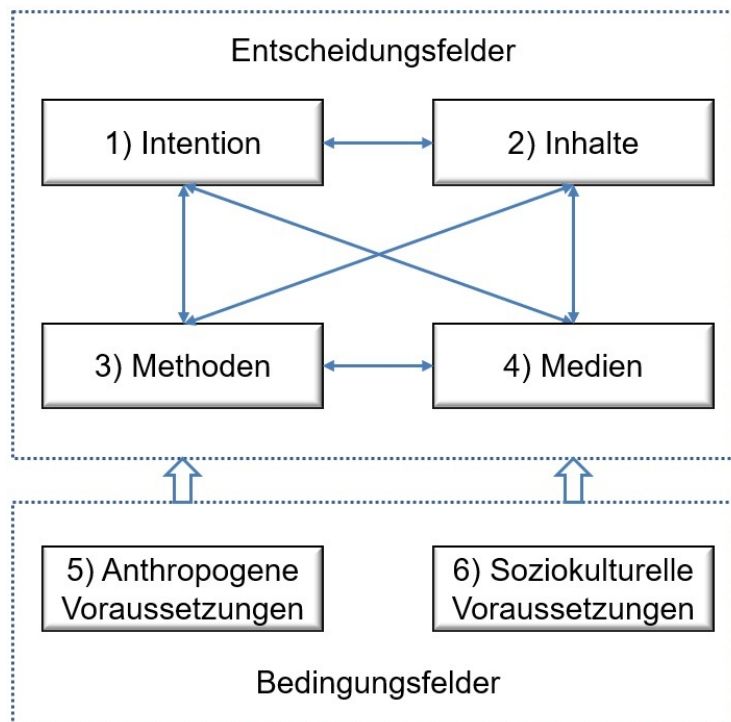 Entscheidungsfelder
1) Intention
2) Inhalte
3) Methoden
4) Medien
5) Anthropogene
Voraussetzungen
6) Soziokulturelle
Voraussetzungen
Bedingungsfelder